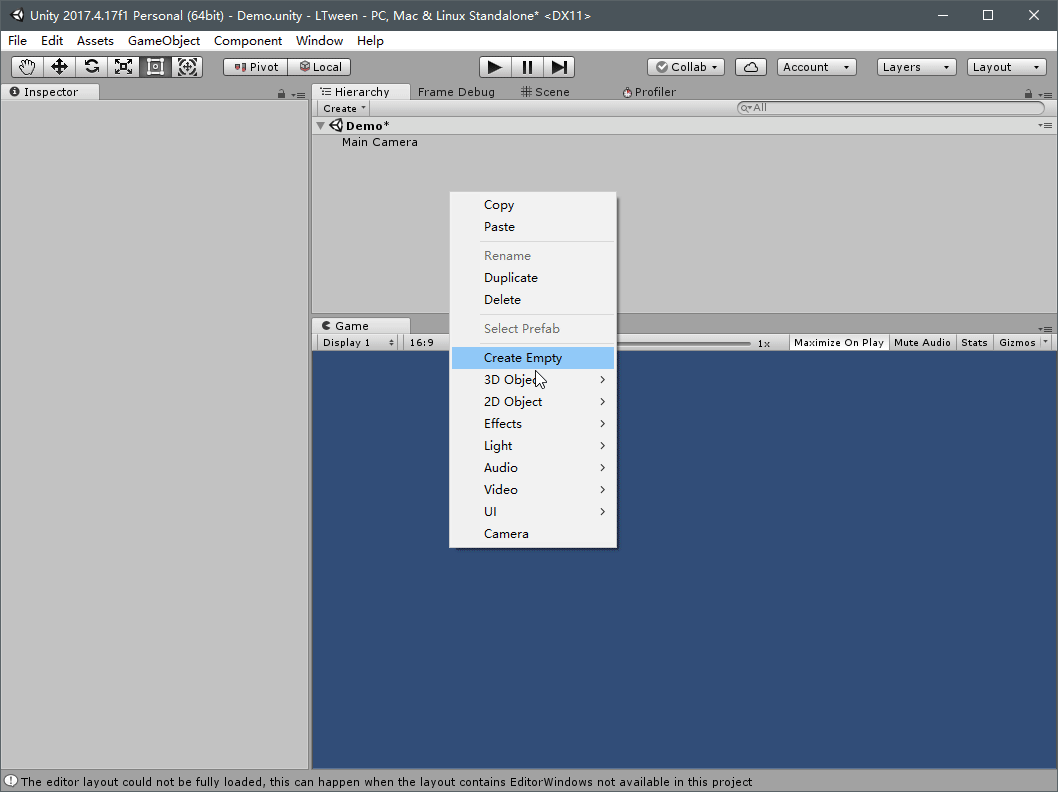 Unity 2017.4.17f1 Personal (64bit) - Demo.unity - LTween - PC, Mac & Linux Standalone* <DX11>
File Edit Assets GameObject Component Window Help
Pivot Local Collab Account Layers Layout
Inspector
Hierarchy Frame Debug Scene Profiler
Create All
Demo*
Main Camera
Copy
Paste
Rename
Duplicate
Delete
Select Prefab
Game
Display 1 16:9 1x Maximize On Play Mute Audio Stats Gizmos
Create Empty
3D Object
2D Object
Effects
Light
Audio
Video
UI
Camera
The editor layout could not be fully loaded, this can happen when the layout contains EditorWindows not available in this project